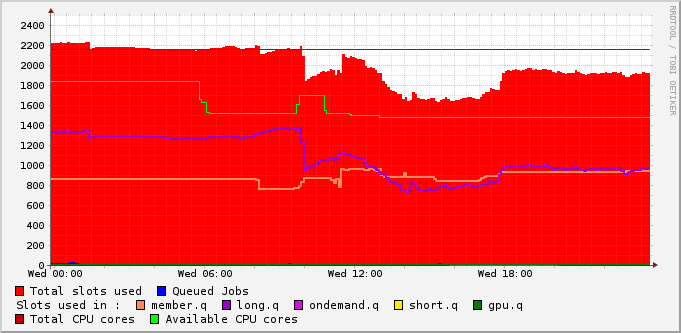 RRDTOOL / TOBI OETIKER
2400
2200
2000
1800
1600
1400
1200
1000
800
600
400
200
0
Wed 00:00 Wed 06:00 Wed 12:00 Wed 18:00
Total slots used Queued Jobs
Slots used in : member.q long.q ondemand.q short.q gpu.q
Total CPU cores Available CPU cores